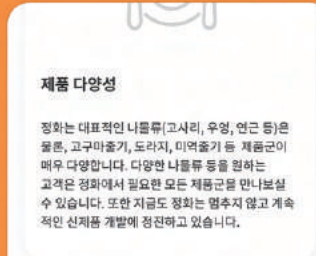 제품 다양성
정화는 대표적인 나물류(고사리, 우엉, 연근 등)은
물론, 고구마줄기, 도라지, 미역줄기 등 제품군이
매우 다양합니다. 다양한 나물류 등을 원하는
고객은 정화에서 필요한 모든 제품군을 만나보실
수 있습니다. 또한 지금도 정화는 멈추지 않고 계속
적인 신제품 개발에 정진하고 있습니다.